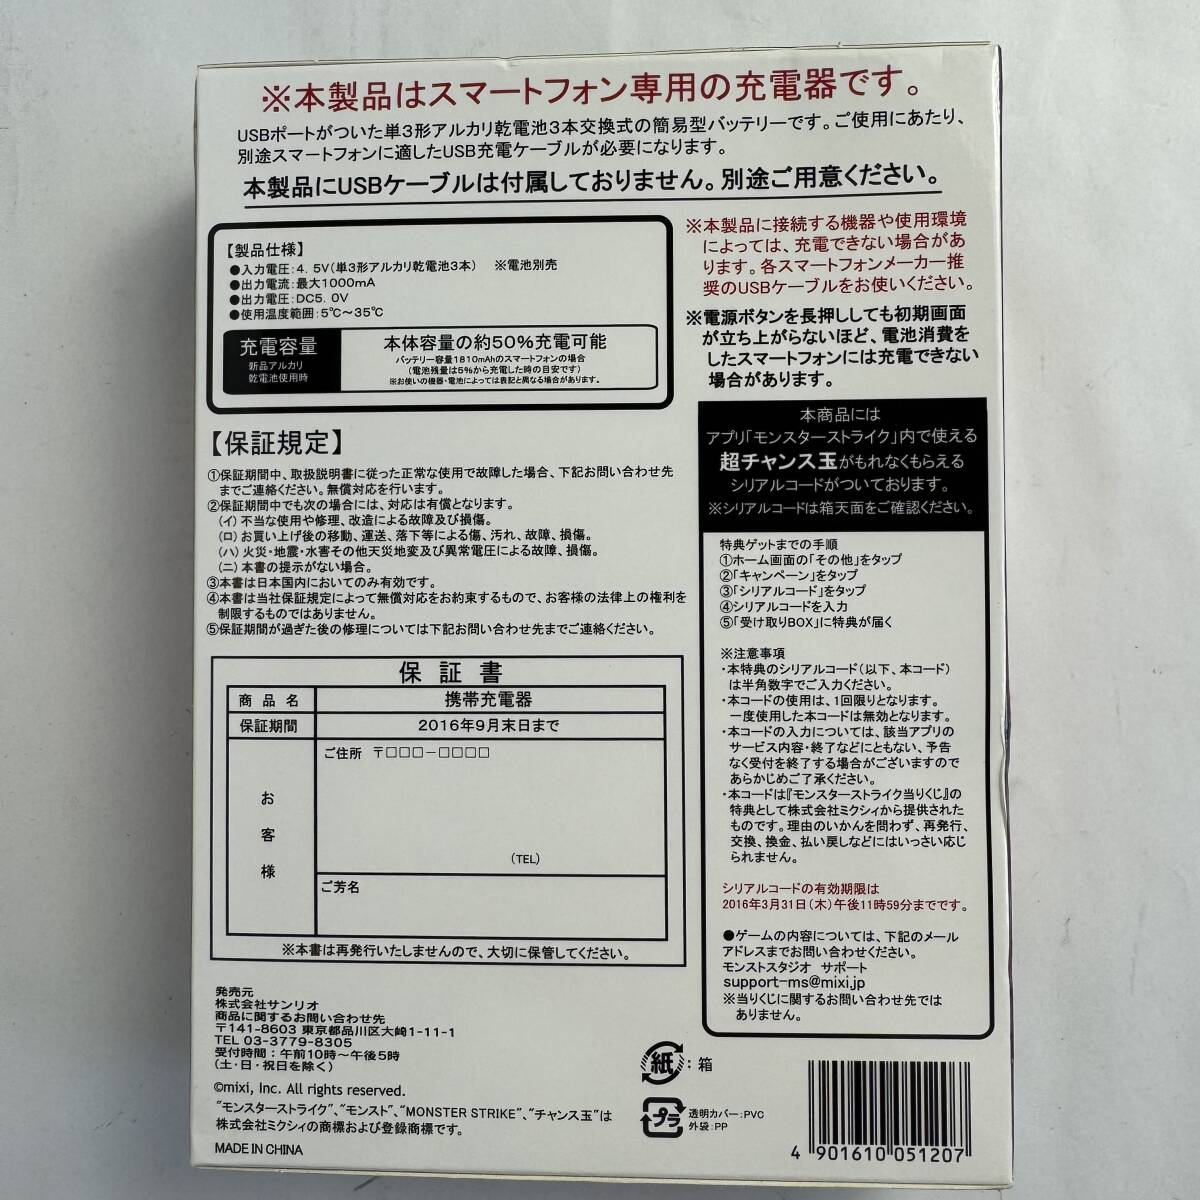 ※本製品はスマートフォン専用の充電器です。
USBポートがついた単3形アルカリ乾電池3本交換式の簡易型バッテリーです。ご使用にあたり、
別途スマートフォンに適したUSB充電ケーブルが必要になります。
本製品にUSBケーブルは付属しておりません。別途ご用意ください。
【製品仕様】
●入力電圧:4.5V(単3形アルカリ乾電池3本) ※電池別売
●出力電流:最大1000mA
●出力電圧:DC5.0V
●使用温度範囲:5℃~35℃
充電容量
新品アルカリ
乾電池使用時
本体容量の約50%充電可能
バッテリー容量1810mAhのスマートフォンの場合
(電池残量は5%から充電した時の目安です)
※お使いの機器・電池によっては表記と異なる場合があります。
※本製品に接続する機器や使用環境
によっては、充電できない場合があ
ります。各スマートフォンメーカー推
奨のUSBケーブルをお使いください。
※電源ボタンを長押ししても初期画面
が立ち上がらないほど、電池消費を
したスマートフォンには充電できない
場合があります。
【保証規定】
①保証期間中、取扱説明書に従った正常な使用で故障した場合、下記お問い合わせ先
までご連絡ください。無償対応を行います。
②保証期間中でも次の場合には、対応は有償となります。
(イ)不当な使用や修理、改造による故障及び損傷。
(ロ)お買い上げ後の移動、運送、落下等による傷、汚れ、故障、損傷。
(ハ)火災・地震・水害その他天災地変及び異常電圧による故障、損傷。
(ニ)本書の提示がない場合。
③本書は日本国内においてのみ有効です。
④本書は当社保証規定によって無償対応をお約束するもので、お客様の法律上の権利を
制限するものではありません。
⑤保証期間が過ぎた後の修理については下記お問い合わせ先までご連絡ください。
保証書
商品名 携帯充電器
保証期間 2016年9月末日まで
お客様
ご住所 〒□□□-□□□□
(TEL)
ご芳名
※本書は再発行いたしませんので、大切に保管してください。
発売元
株式会社サンリオ
商品に関するお問い合わせ先
〒141-8603 東京都品川区大崎1-11-1
TEL 03-3779-8305
受付時間:午前10時~午後5時
(土・日・祝日を除く)
©mixi, Inc. All rights reserved.
"モンスターストライク"、"モンスト"、"MONSTER STRIKE"、"チャンス玉"は
株式会社ミクシィの商標および登録商標です。
MADE IN CHINA
本商品には
アプリ「モンスターストライク」内で使える
超チャンス玉がもれなくもらえる
シリアルコードがついております。
※シリアルコードは箱天面をご確認ください。
特典ゲットまでの手順
①ホーム画面の「その他」をタップ
②「キャンペーン」をタップ
③「シリアルコード」をタップ
④シリアルコードを入力
⑤「受け取りBOX」に特典が届く
※注意事項
・本特典のシリアルコード(以下、本コード)
は半角数字でご入力ください。
・本コードの使用は、1回限りとなります。
一度使用した本コードは無効となります。
・本コードの入力については、該当アプリの
サービス内容・終了などにともない、予告
なく受付を終了する場合がございますので
あらかじめご了承ください。
・本コードは『モンスターストライク当りくじ』の
特典として株式会社ミクシィから提供された
ものです。理由のいかんを問わず、再発行、
交換、換金、払い戻しなどにはいっさい応じ
られません。
シリアルコードの有効期限は
2016年3月31日(木)午後11時59分までです。
●ゲームの内容については、下記のメール
アドレスまでお問い合わせください。
モンストスタジオ サポート
support-ms@mixi.jp
※当りくじに関するお問い合わせ先では
ありません。
紙:箱
プラ 透明カバー:PVC
外袋:PP
4 901610 051207